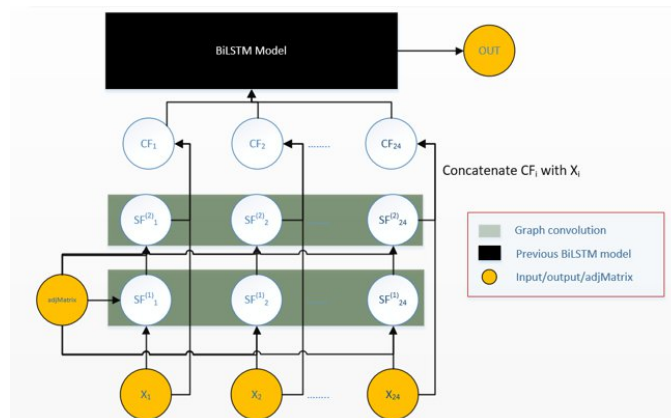 BiLSTM Model
OUT
CF1
CF2
........
CF24
Concatenate CFi with Xi
SF(2)1
SF(2)2
SF(2)24
Graph convolution
Previous BiLSTM model
Input/output/adjMatrix
adjMatrix
SF(1)1
SF(1)2
SF(1)24
X1
X2
........
X24